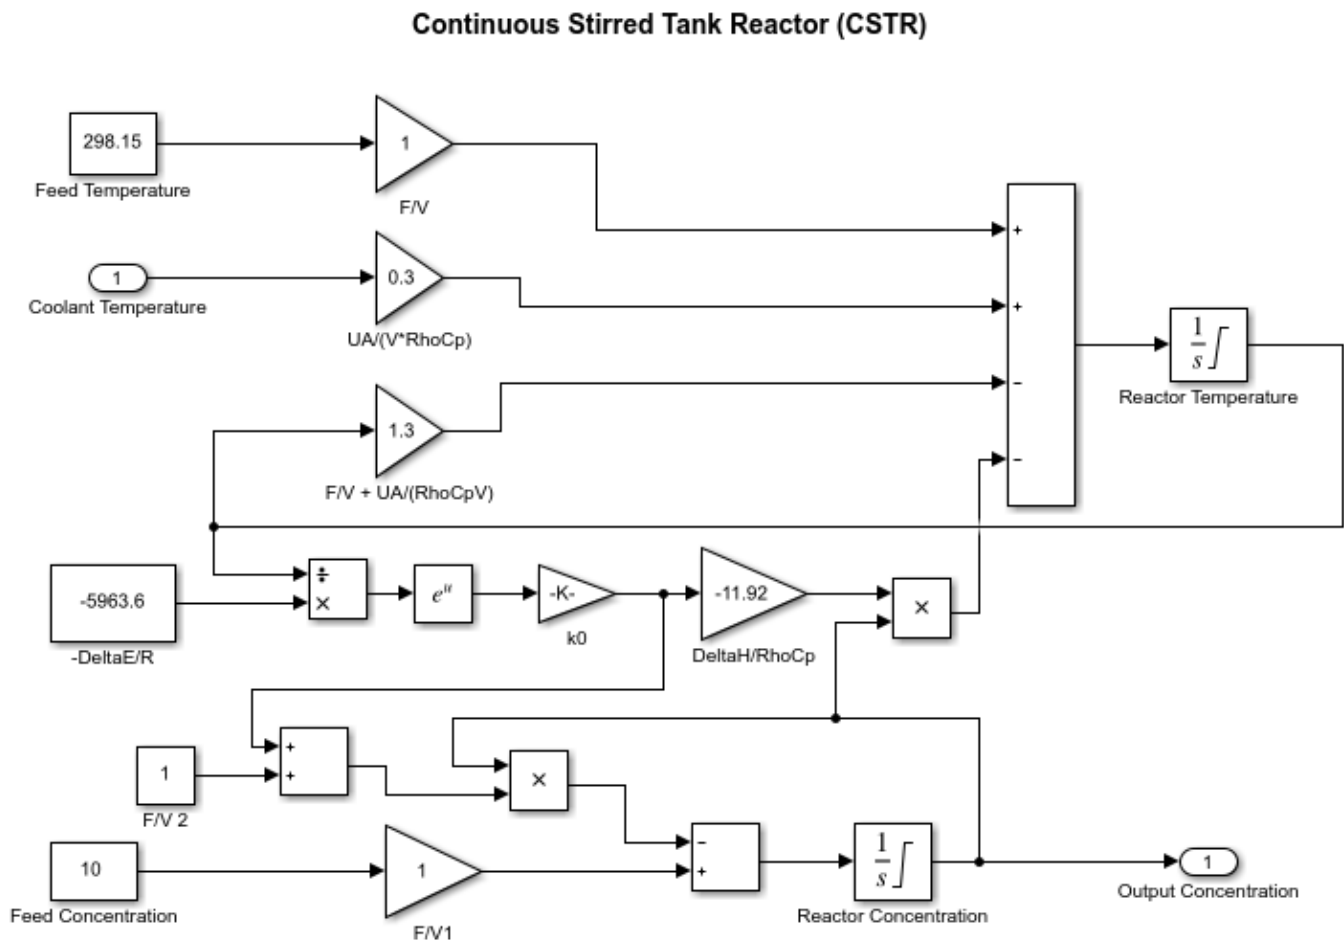 Continuous Stirred Tank Reactor (CSTR)
298.15
Feed Temperature
1
F/V
1
Coolant Temperature
0.3
UA/(V*RhoCp)
1.3
F/V + UA/(RhoCpV)
+
+
-
-
1
s
Reactor Temperature
-5963.6
-DeltaE/R
÷
×
e^u
-K-
k0
-11.92
DeltaH/RhoCp
×
1
F/V 2
+
+
×
10
Feed Concentration
1
F/V1
-
+
1
s
Reactor Concentration
1
Output Concentration